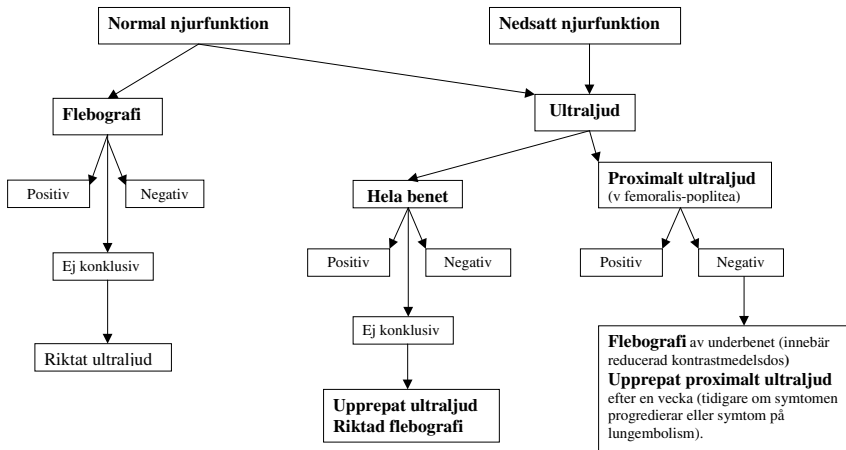 Normal njurfunktion
Nedsatt njurfunktion
Flebografi
Ultraljud
Positiv
Negativ
Hela benet
Proximalt ultraljud
(v femoralis-poplitea)
Ej konklusiv
Positiv
Negativ
Positiv
Negativ
Riktat ultraljud
Ej konklusiv
Flebografi av underbenet (innebär
reducerad kontrastmedelsdos)
Upprepat proximalt ultraljud
efter en vecka (tidigare om symtomen
progredierar eller symtom på
lungembolism).
Upprepat ultraljud
Riktad flebografi